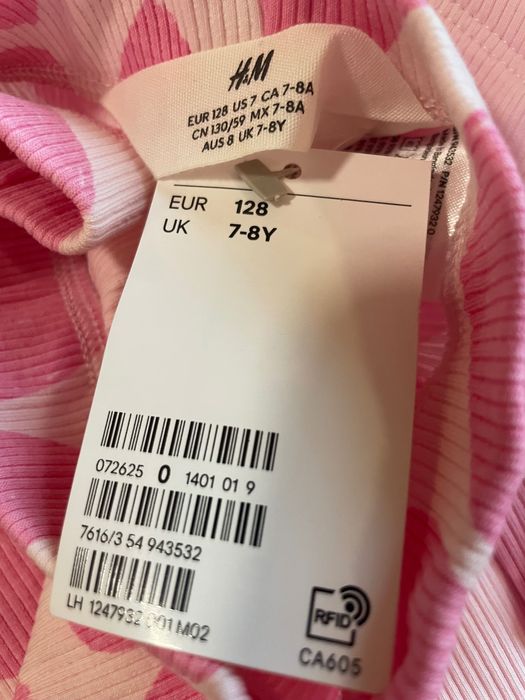 H&M
EUR 128 US 7 CA 7-8A
CN 130/59 MX 7-8A
AUS 8 UK 7-8Y
P/N 1247932 0
EUR 128
UK 7-8Y
072625 0 1401 01 9
7616/3 54 943532
LH 1247932 001 M02
RFID
CA605